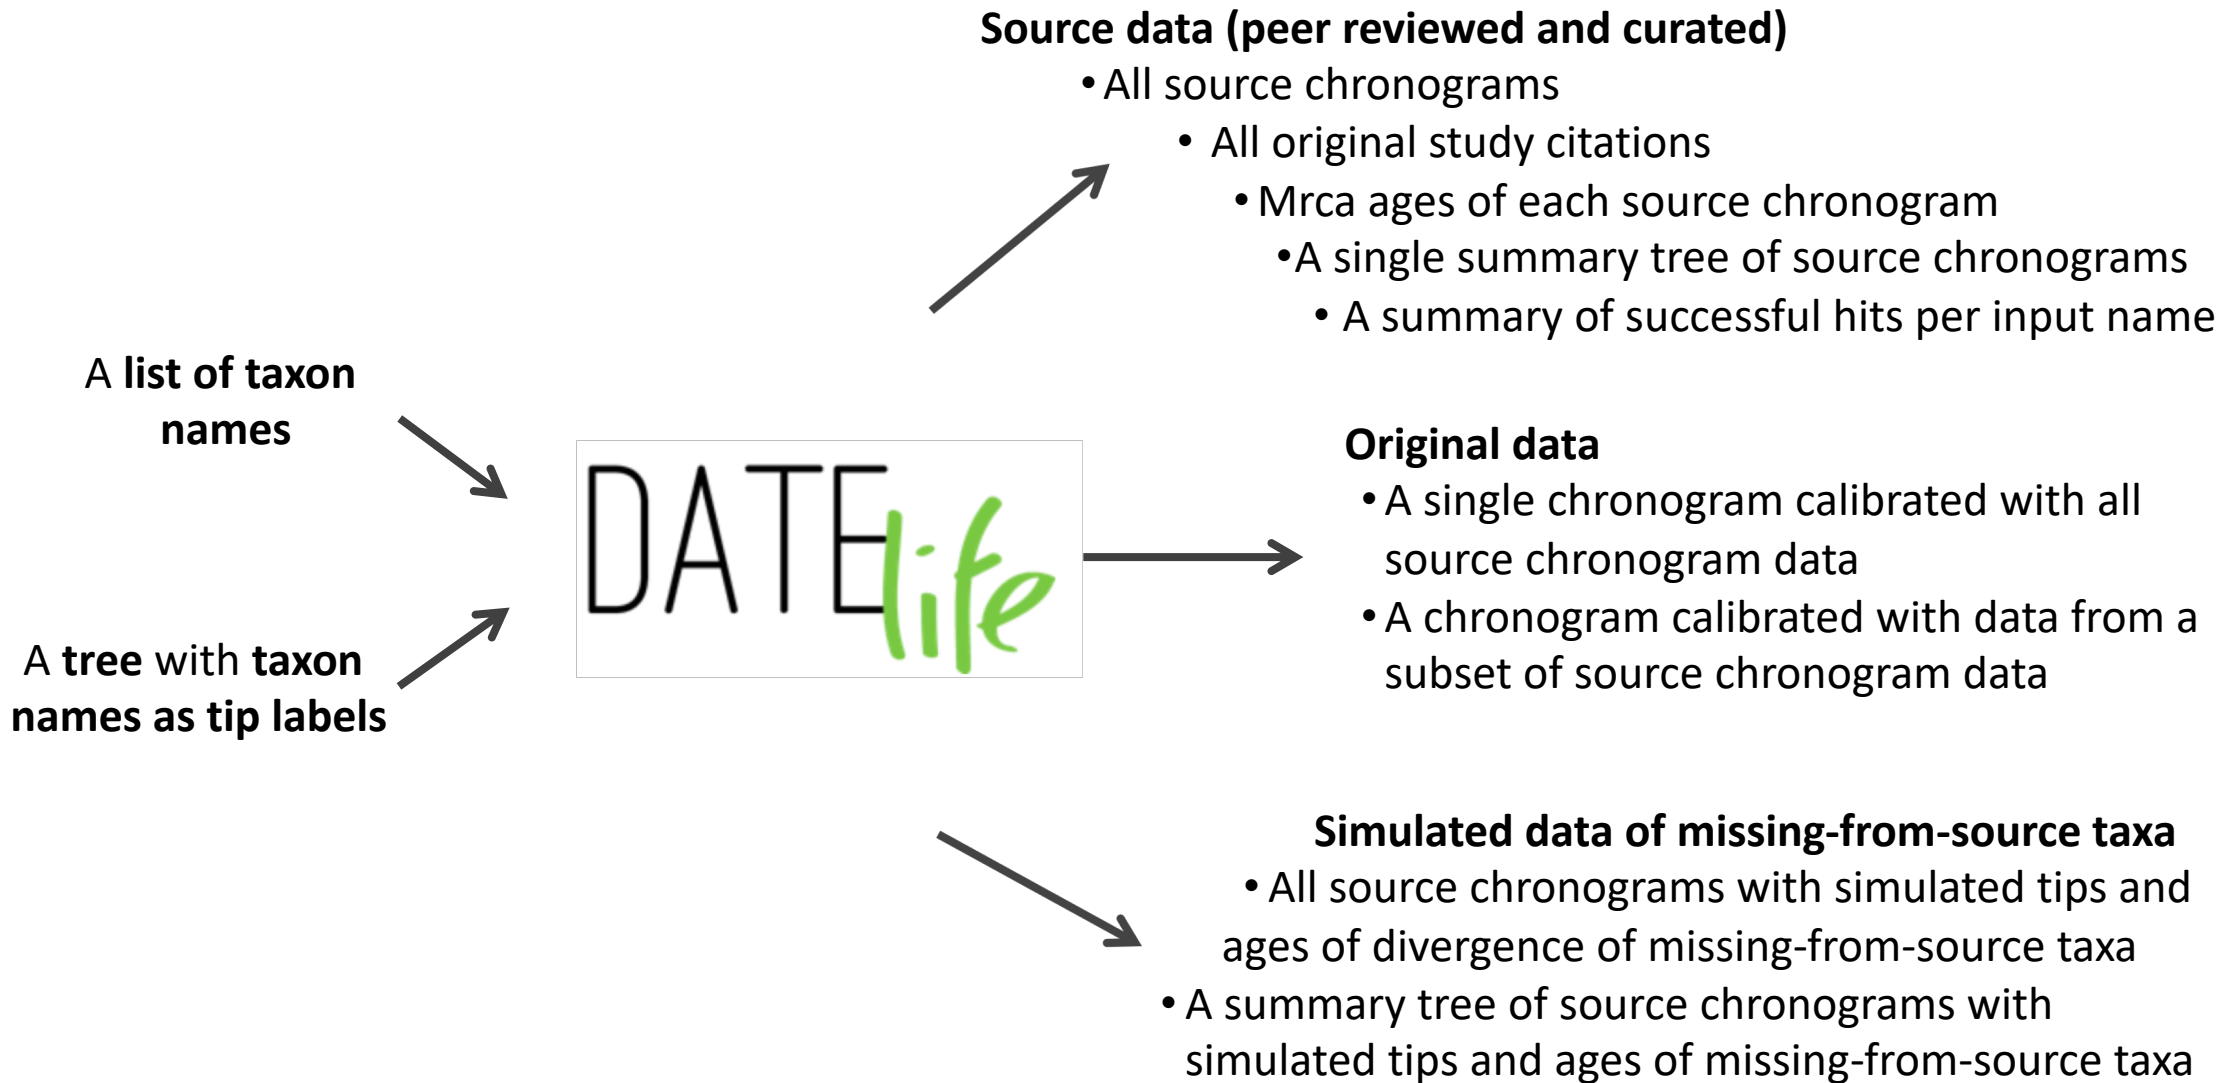 Source data (peer reviewed and curated)
• All source chronograms
• All original study citations
• Mrca ages of each source chronogram
•A single summary tree of source chronograms
• A summary of successful hits per input name
A list of taxon
names
A tree with taxon
names as tip labels
DATElife
Original data
• A single chronogram calibrated with all
source chronogram data
• A chronogram calibrated with data from a
subset of source chronogram data
Simulated data of missing-from-source taxa
• All source chronograms with simulated tips and
ages of divergence of missing-from-source taxa
• A summary tree of source chronograms with
simulated tips and ages of missing-from-source taxa